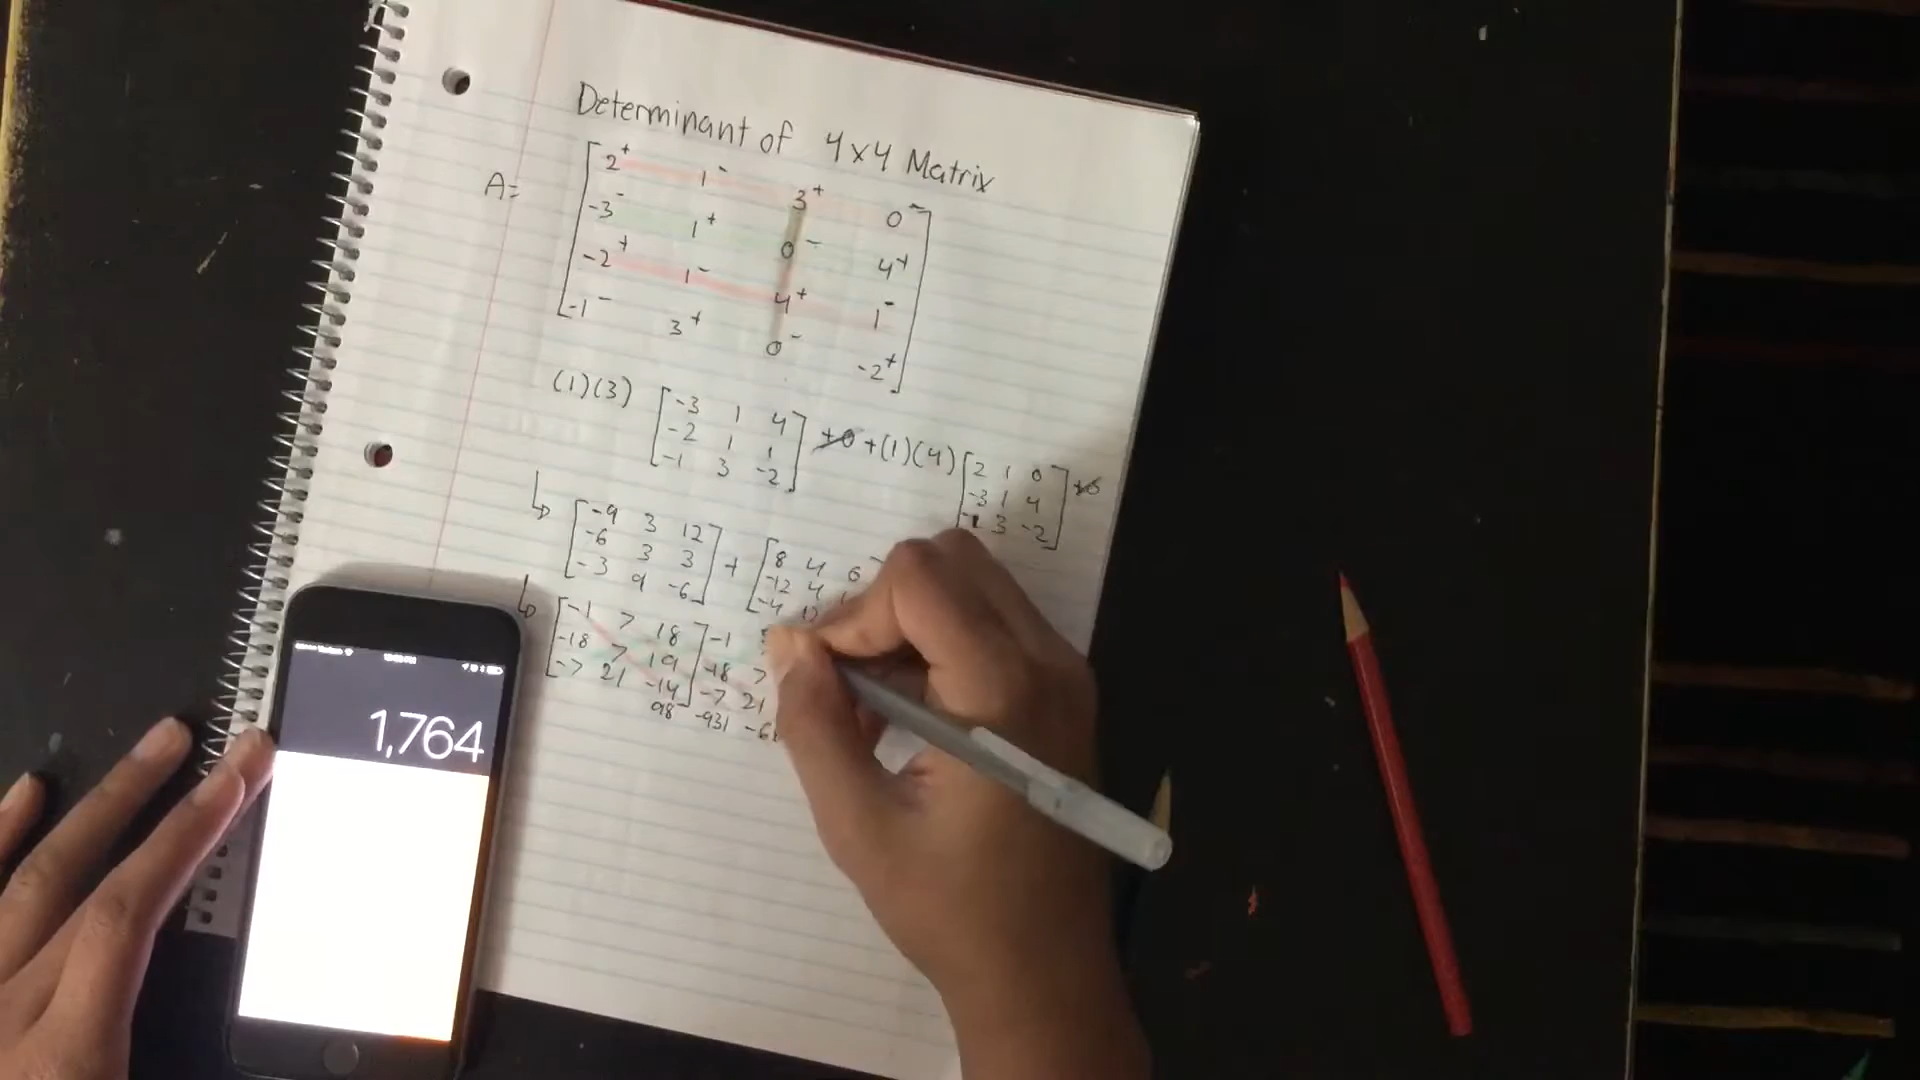 Determinant of 4x4 Matrix
A=
2+ 1- 3+ 0-
-3- 1+ 0- 4+
-2+ 1- 4+ 1-
-1- 3+ 0- -2+
(1)(3) +0 +(1)(4) +0
-3 1 4
-2 1 1
-1 3 -2
2 1 0
-3 1 4
3 -2
-9 3 12
-6 3 3
-3 9 -6
+
8 4 0
-12 4
-4 12
-1 7 18 -1
-18 7 19 -18 7
-7 21 -14 -7 21
98 -931
1,764